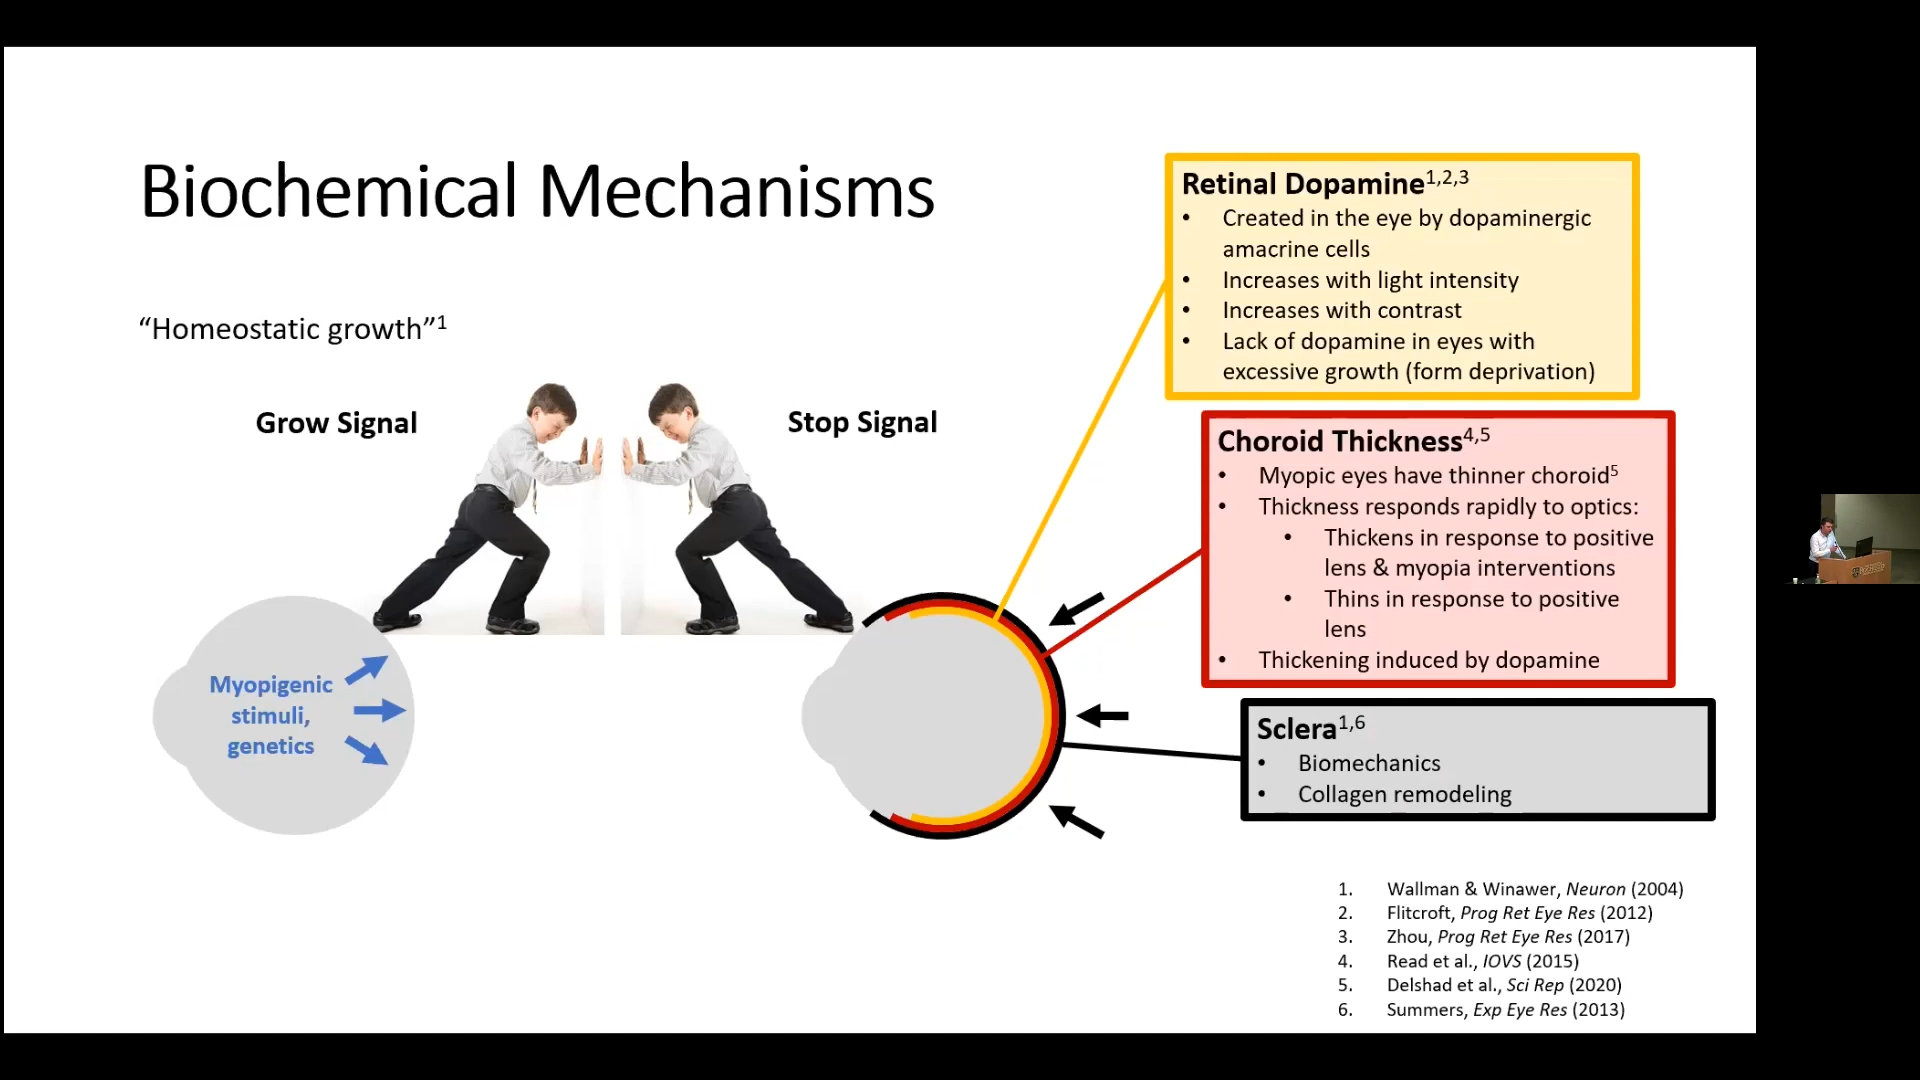 Biochemical Mechanisms
“Homeostatic growth”1
Grow Signal
Stop Signal
Myopigenic
stimuli,
genetics
Retinal Dopamine1,2,3
• Created in the eye by dopaminergic
amacrine cells
• Increases with light intensity
• Increases with contrast
• Lack of dopamine in eyes with
excessive growth (form deprivation)
Choroid Thickness4,5
• Myopic eyes have thinner choroid5
• Thickness responds rapidly to optics:
• Thickens in response to positive
lens & myopia interventions
• Thins in response to positive
lens
• Thickening induced by dopamine
Sclera1,6
• Biomechanics
• Collagen remodeling
1. Wallman & Winawer, Neuron (2004)
2. Flitcroft, Prog Ret Eye Res (2012)
3. Zhou, Prog Ret Eye Res (2017)
4. Read et al., IOVS (2015)
5. Delshad et al., Sci Rep (2020)
6. Summers, Exp Eye Res (2013)